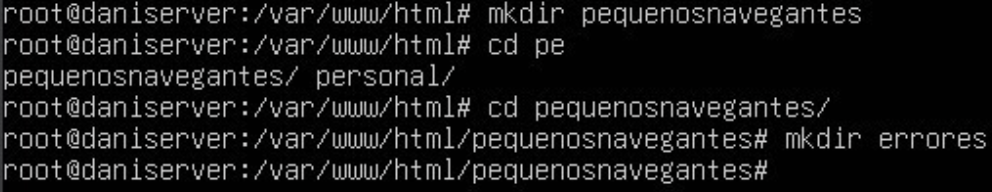 root@daniserver:/var/www/html# mkdir pequenosnavegantes
root@daniserver:/var/www/html# cd pe
pequenosnavegantes/ personal/
root@daniserver:/var/www/html# cd pequenosnavegantes/
root@daniserver:/var/www/html/pequenosnavegantes# mkdir errores
root@daniserver:/var/www/html/pequenosnavegantes#